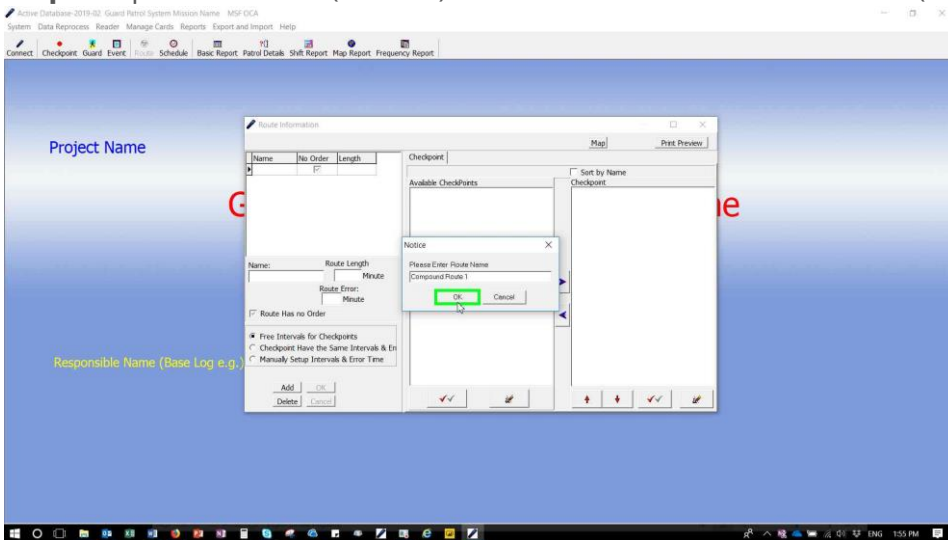 Active Database-2019-02 Guard Patrol System Mission Name MSF OCA
System Data Reprocess Reader Manage Cards Reports Export and Import Help
Connect Checkpoint Guard Event Route Schedule Basic Report Patrol Details Shift Report Map Report Frequency Report
Route Information
Project Name
Map Print Preview
Name No Order Length
Checkpoint
Sort by Name
Available CheckPoints
Checkpoint
G
e
Notice
Please Enter Route Name
Compound Route 1
OK Cancel
Name: Route Length
Minute
Route Error:
Minute
Route Has no Order
Free Intervals for Checkpoints
Checkpoint Have the Same Intervals & Err
Manually Setup Intervals & Error Time
Responsible Name (Base Log e.g.)
Add OK
Delete Cancel
ENG 1:55 PM